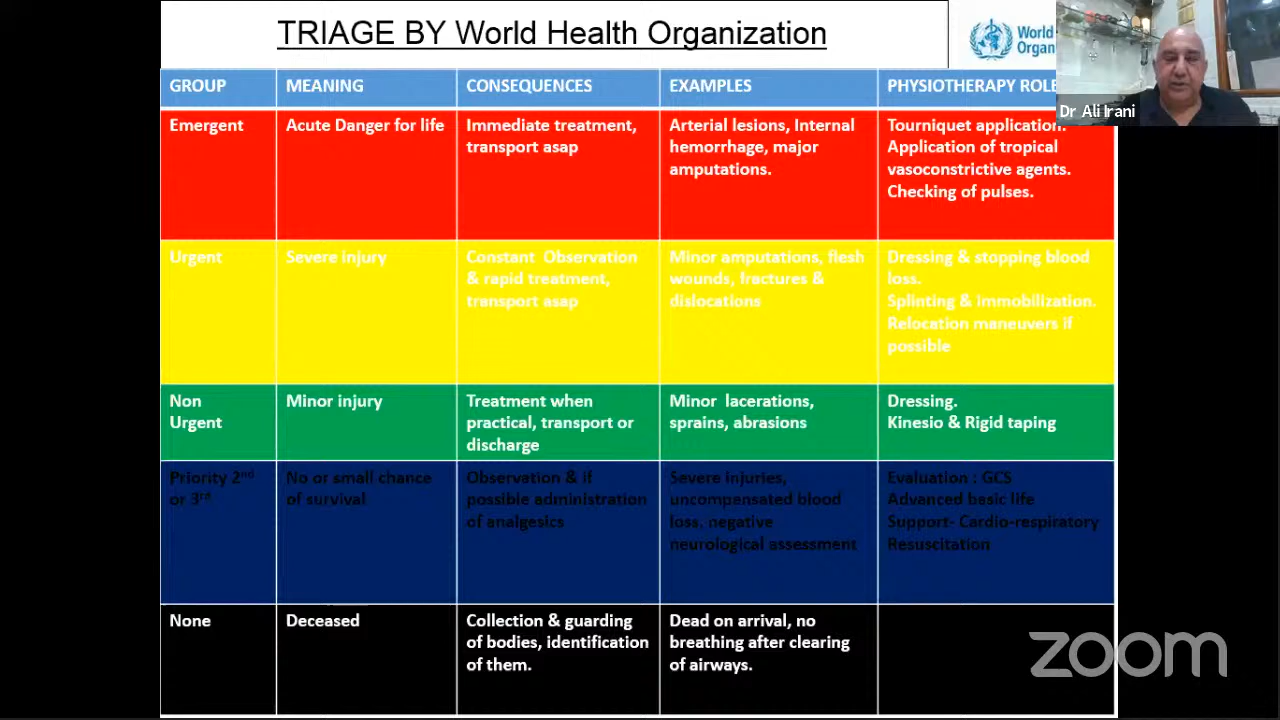 TRIAGE BY World Health Organization
World
Organ
Dr Ali Irani
GROUP
MEANING
CONSEQUENCES
EXAMPLES
PHYSIOTHERAPY ROLE
Emergent
Acute Danger for life
Immediate treatment,
transport asap
Arterial lesions, Internal
hemorrhage, major
amputations.
Tourniquet application.
Application of tropical
vasoconstrictive agents.
Checking of pulses.
Urgent
Severe injury
Constant Observation
& rapid treatment,
transport asap
Minor amputations, flesh
wounds, fractures &
dislocations
Dressing & stopping blood
loss.
Splinting & immobilization.
Relocation maneuvers if
possible
Non
Urgent
Minor injury
Treatment when
practical, transport or
discharge
Minor lacerations,
sprains, abrasions
Dressing.
Kinesio & Rigid taping
Priority 2nd
or 3rd
No or small chance
of survival
Observation & if
possible administration
of analgesics
Severe injuries,
uncompensated blood
loss, negative
neurological assessment
Evaluation : GCS
Advanced basic life
Support- Cardio-respiratory
Resuscitation
None
Deceased
Collection & guarding
of bodies, identification
of them.
Dead on arrival, no
breathing after clearing
of airways.
zoom